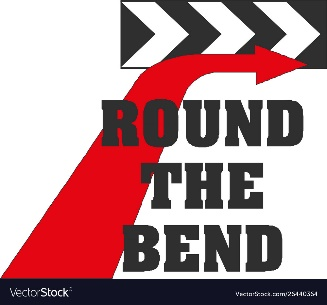 ROUND
THE
BEND
VectorStock®
VectorStock.com/25440354